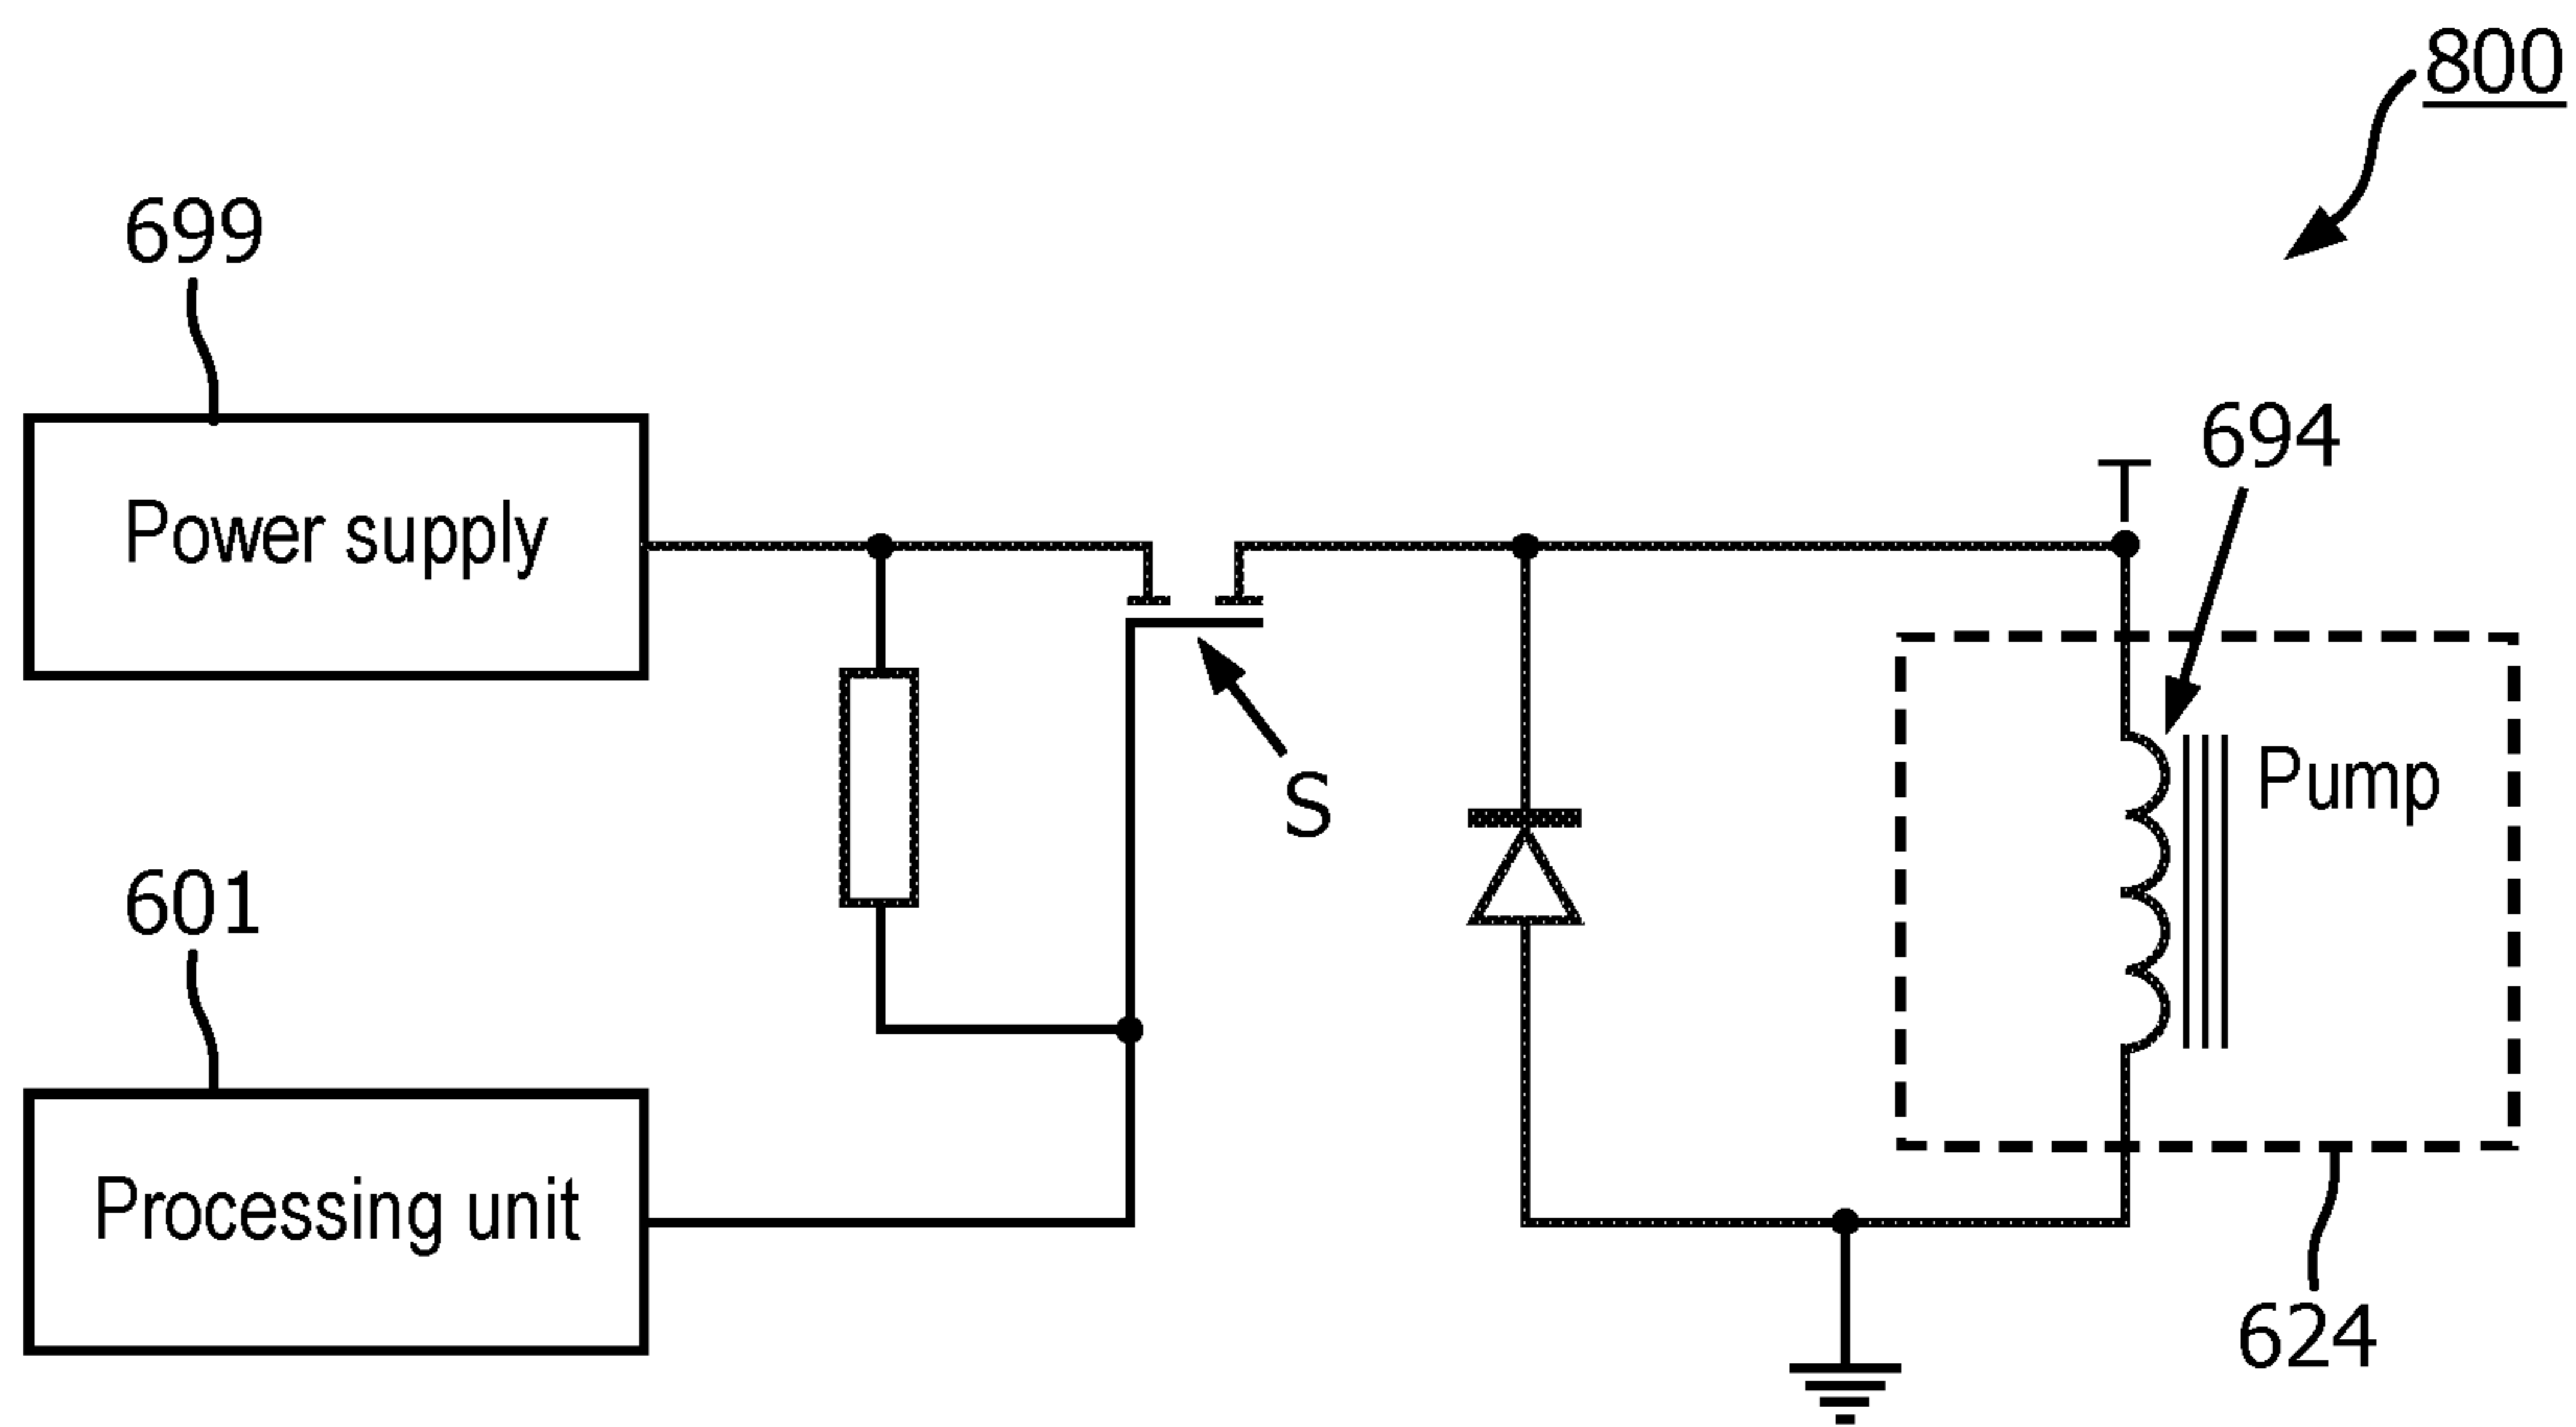 800
699
Power supply
694
Pump
S
601
Processing unit
624